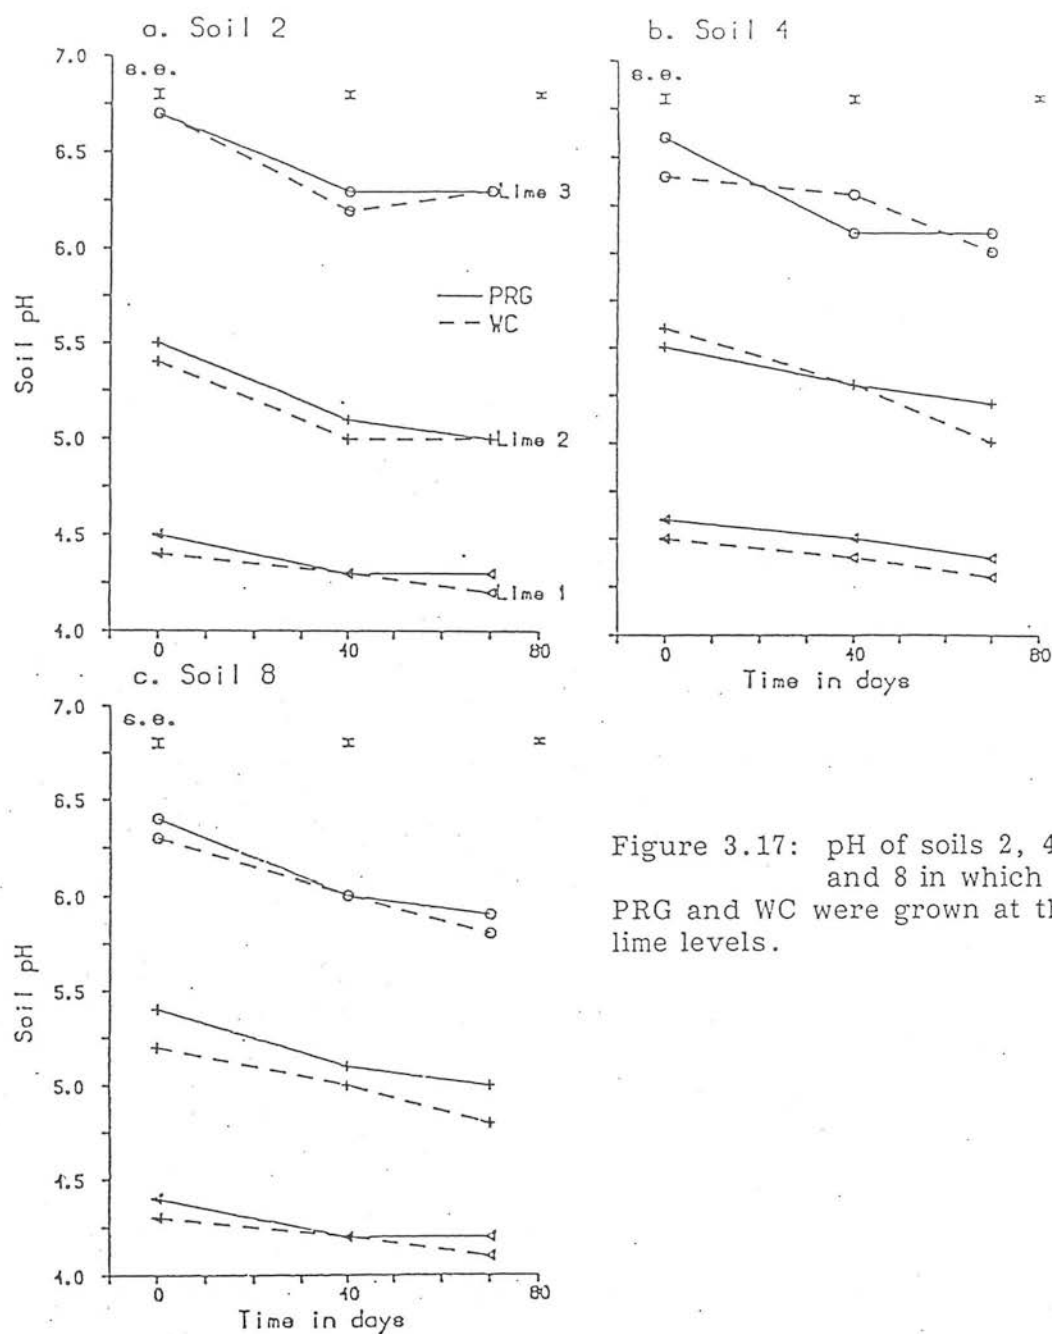 a. Soil 2
7.0
s.e.
6.5
6.0
5.5
5.0
4.5
4.0
Soil pH
Lime 3
PRG
WC
Lime 2
Lime 1
0
40
80
b. Soil 4
s.e.
0
40
80
Time in days
c. Soil 8
7.0
s.e.
6.5
6.0
5.5
5.0
4.5
4.0
Soil pH
0
40
80
Time in days
Figure 3.17: pH of soils 2, 4
and 8 in which
PRG and WC were grown at th
lime levels.